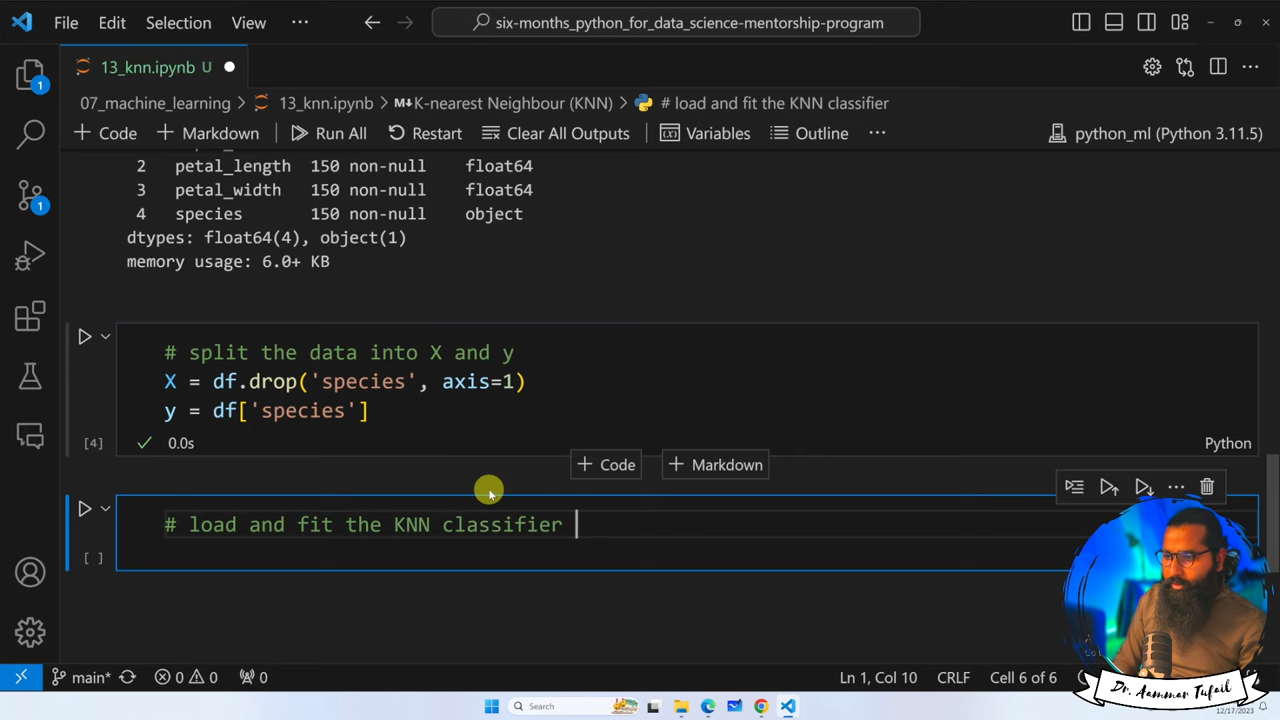 File Edit Selection View ··· six-months_python_for_data_science-mentorship-program
13_knn.ipynb U
07_machine_learning > 13_knn.ipynb > K-nearest Neighbour (KNN) > # load and fit the KNN classifier
+ Code + Markdown Run All Restart Clear All Outputs Variables Outline ··· python_ml (Python 3.11.5)
2 petal_length 150 non-null float64
3 petal_width 150 non-null float64
4 species 150 non-null object
dtypes: float64(4), object(1)
memory usage: 6.0+ KB
# split the data into X and y
X = df.drop('species', axis=1)
y = df['species']
[4] 0.0s Python
+ Code + Markdown
# load and fit the KNN classifier
[ ]
main* 0 0 0 Ln 1, Col 10 CRLF Cell 6 of 6
Dr. Aammar Tufail
Search
12/17/2023
1
1